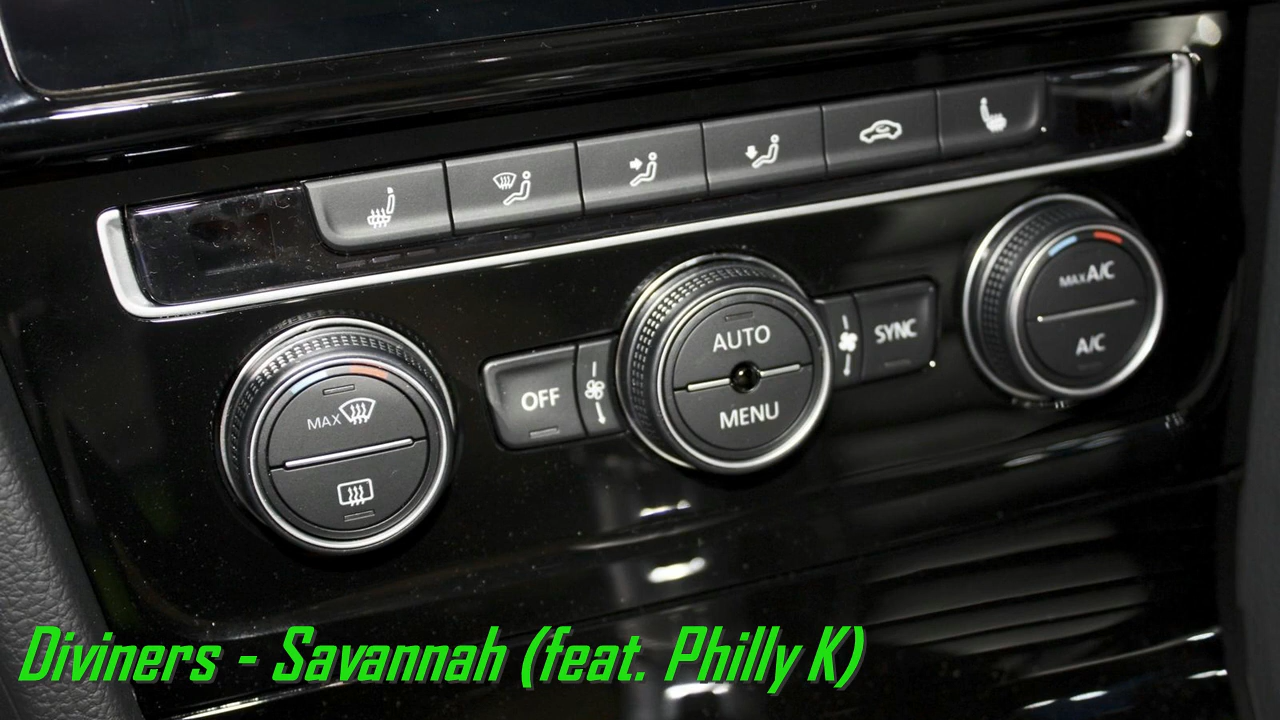 MAX
OFF
AUTO
MENU
SYNC
MAX A/C
A/C
Diviners - Savannah (feat. Philly K)